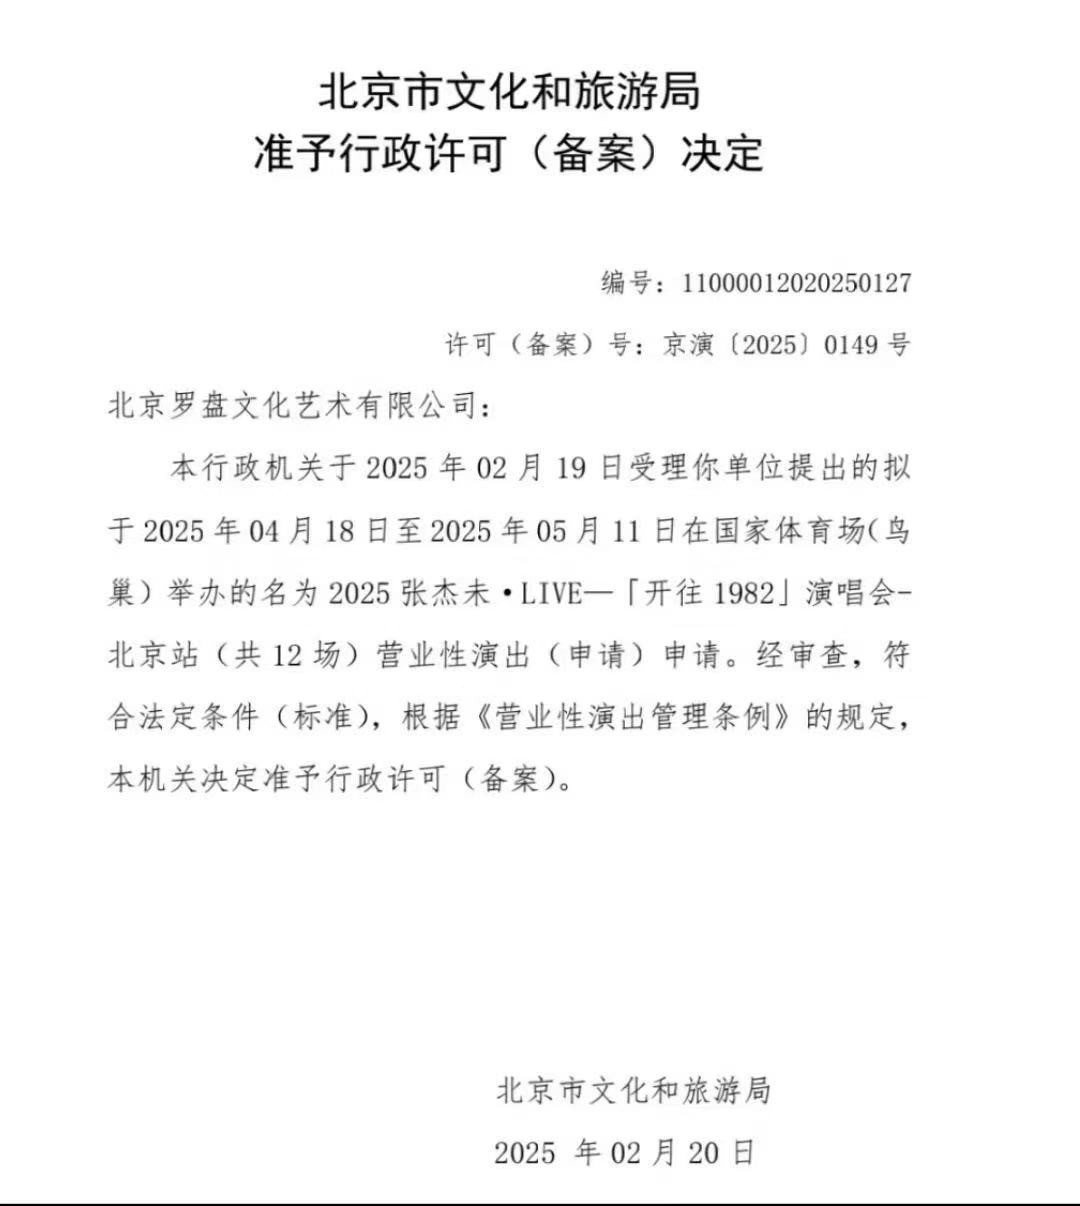 北京市文化和旅游局
准予行政许可（备案）决定
编号：11000012020250127
许可（备案）号：京演〔2025〕0149 号
北京罗盘文化艺术有限公司：
本行政机关于 2025 年 02 月 19 日受理你单位提出的拟
于 2025 年 04 月 18 日至 2025 年 05 月 11 日在国家体育场（鸟
巢）举办的名为 2025 张杰未·LIVE—「开往 1982」演唱会-
北京站（共 12 场）营业性演出（申请）申请。经审查，符
合法定条件（标准），根据《营业性演出管理条例》的规定，
本机关决定准予行政许可（备案）。
北京市文化和旅游局
2025 年 02 月 20 日